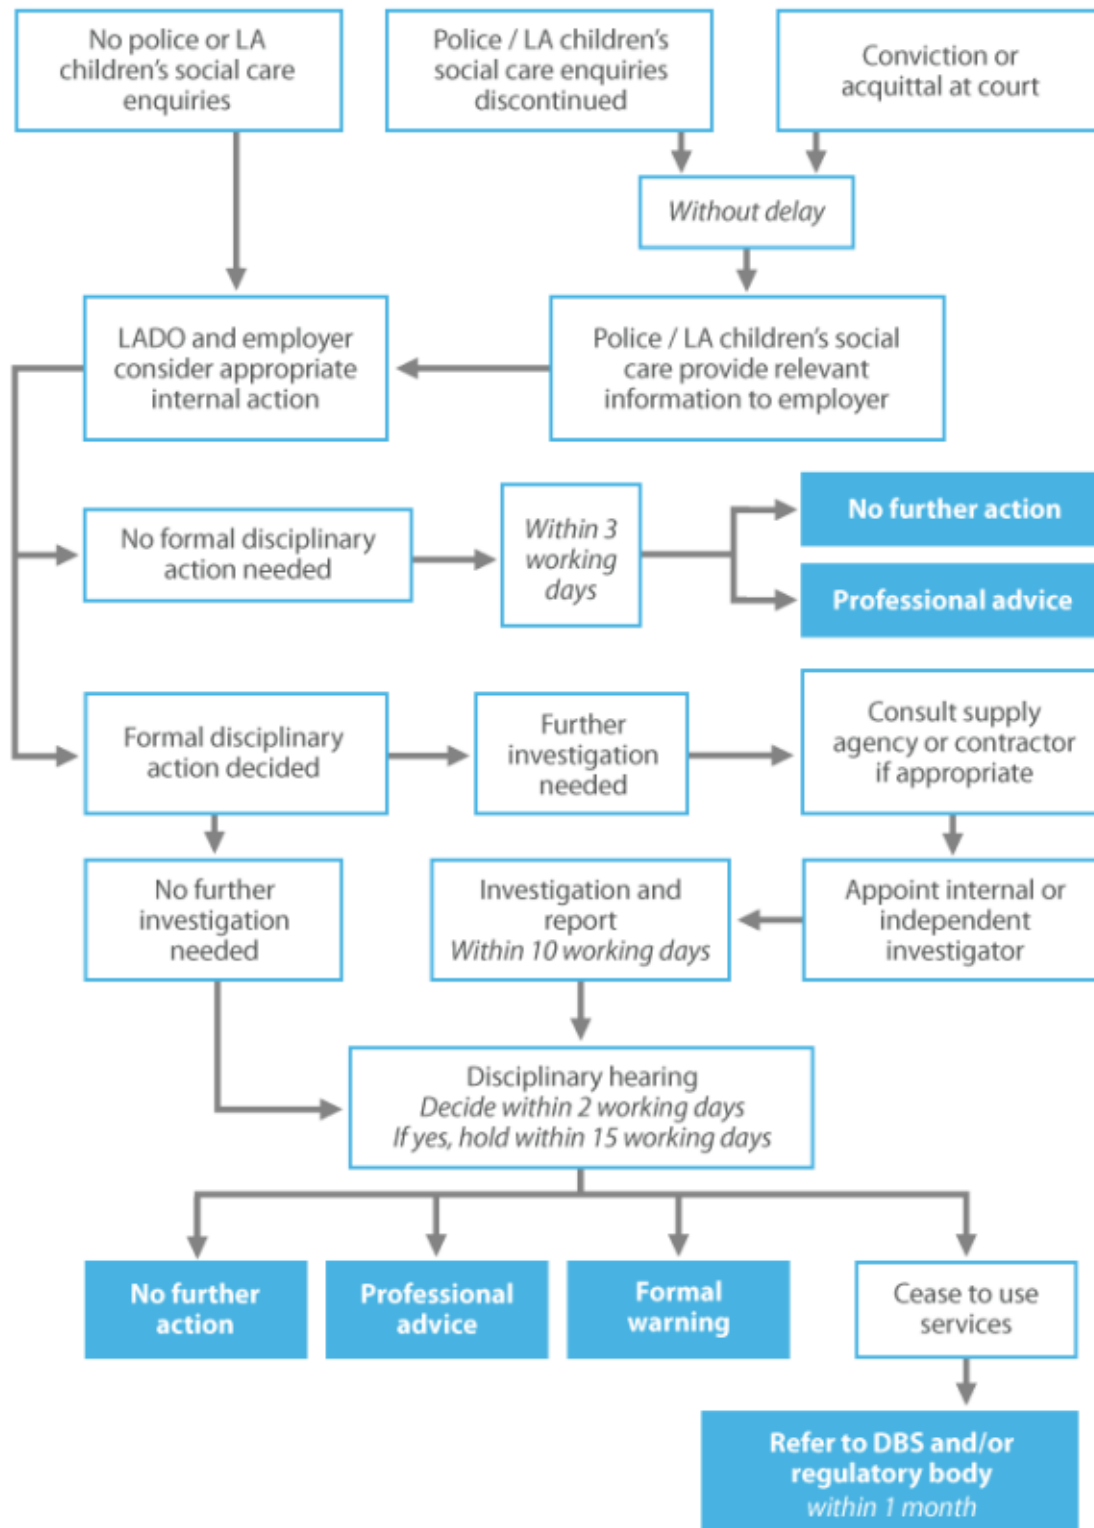 No police or LA
children’s social care
enquiries
Police / LA children’s
social care enquiries
discontinued
Conviction or
acquittal at court
Without delay
LADO and employer
consider appropriate
internal action
Police / LA children’s social
care provide relevant
information to employer
No formal disciplinary
action needed
Within 3
working
days
No further action
Professional advice
Formal disciplinary
action decided
Further
investigation
needed
Consult supply
agency or contractor
if appropriate
No further
investigation
needed
Investigation and
report
Within 10 working days
Appoint internal or
independent
investigator
Disciplinary hearing
Decide within 2 working days
If yes, hold within 15 working days
No further
action
Professional
advice
Formal
warning
Cease to use
services
Refer to DBS and/or
regulatory body
within 1 month